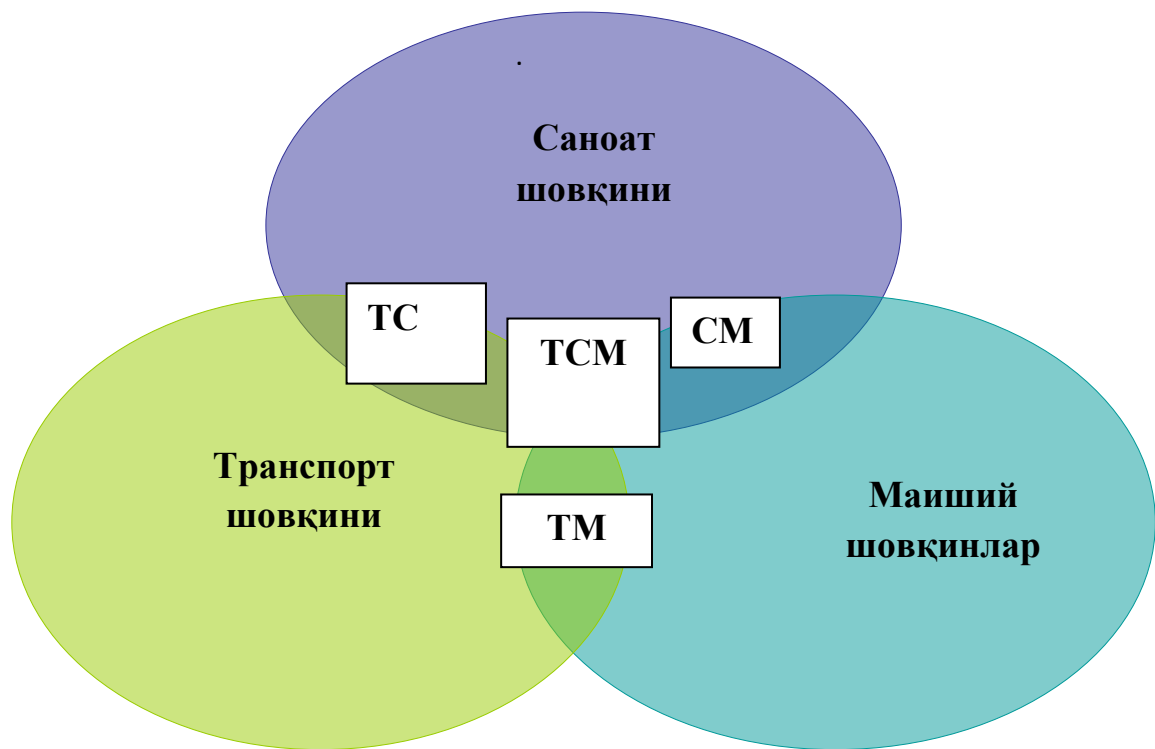 Саноат
шовқини
ТС
ТСМ
СМ
Транспорт
шовқини
ТМ
Маиший
шовқинлар